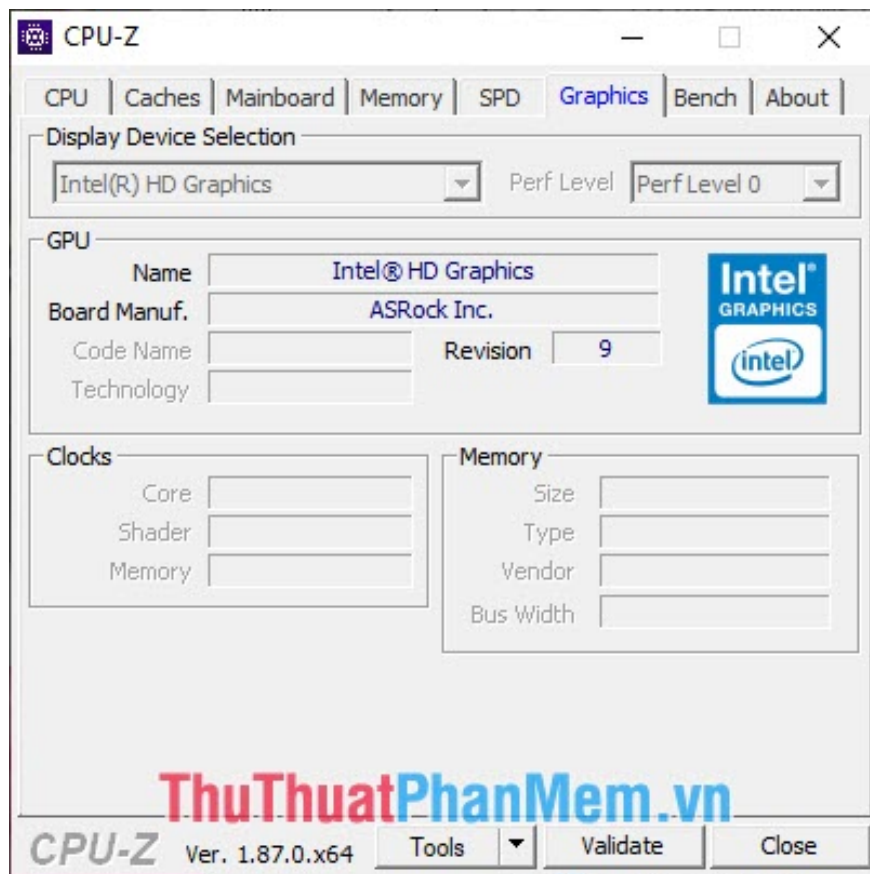 CPU-Z
CPU Caches Mainboard Memory SPD Graphics Bench About
Display Device Selection
Intel(R) HD Graphics Perf Level Perf Level 0
GPU
Name Intel® HD Graphics
Board Manuf. ASRock Inc.
Code Name Revision 9
Technology
Intel®
GRAPHICS
intel
Clocks
Core
Shader
Memory
Memory
Size
Type
Vendor
Bus Width
ThuThuatPhanMem.vn
CPU-Z Ver. 1.87.0.x64 Tools Validate Close